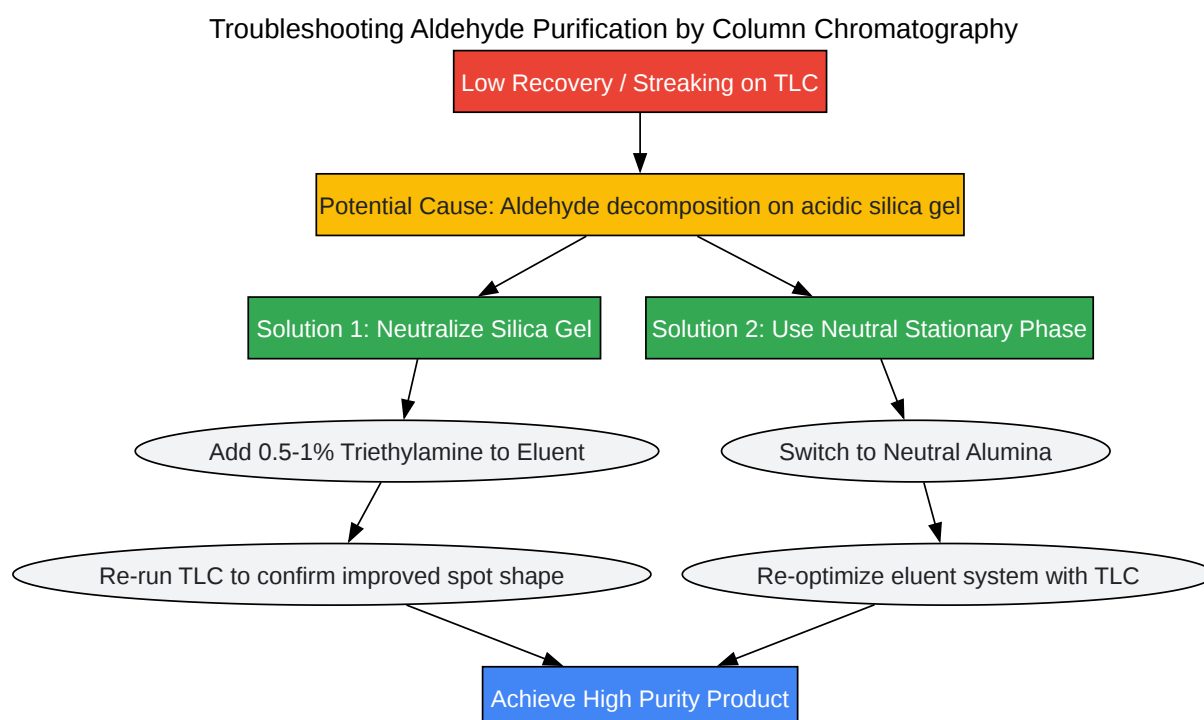 Troubleshooting Aldehyde Purification by Column Chromatography
Low Recovery / Streaking on TLC
Potential Cause: Aldehyde decomposition on acidic silica gel
Solution 1: Neutralize Silica Gel
Solution 2: Use Neutral Stationary Phase
Add 0.5-1% Triethylamine to Eluent
Switch to Neutral Alumina
Re-run TLC to confirm improved spot shape
Re-optimize eluent system with TLC
Achieve High Purity Product